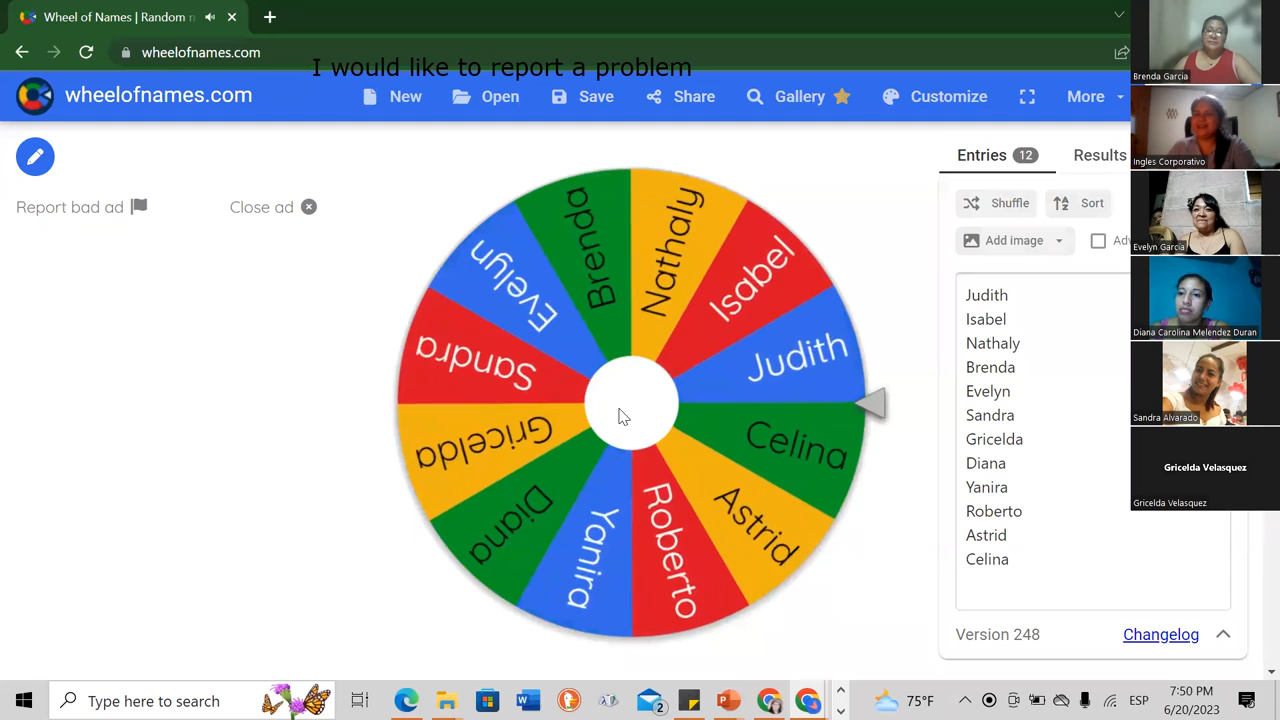 Wheel of Names | Random n
wheelofnames.com
I would like to report a problem
wheelofnames.com
New
Open
Save
Share
Gallery
Customize
More
Report bad ad
Close ad
Brenda
Nathaly
Isabel
Judith
Celina
Astrid
Roberto
Yanira
Diana
Gricelda
Sandra
Evelyn
Entries 12
Results
Shuffle
Sort
Add image
Adv
Judith
Isabel
Nathaly
Brenda
Evelyn
Sandra
Gricelda
Diana
Yanira
Roberto
Astrid
Celina
Version 248
Changelog
Brenda Garcia
Ingles Corporativo
Evelyn Garcia
Diana Carolina Melendez Duran
Sandra Alvarado
Gricelda Velasquez
Gricelda Velasquez
Type here to search
2
75°F
ESP
7:50 PM
6/20/2023